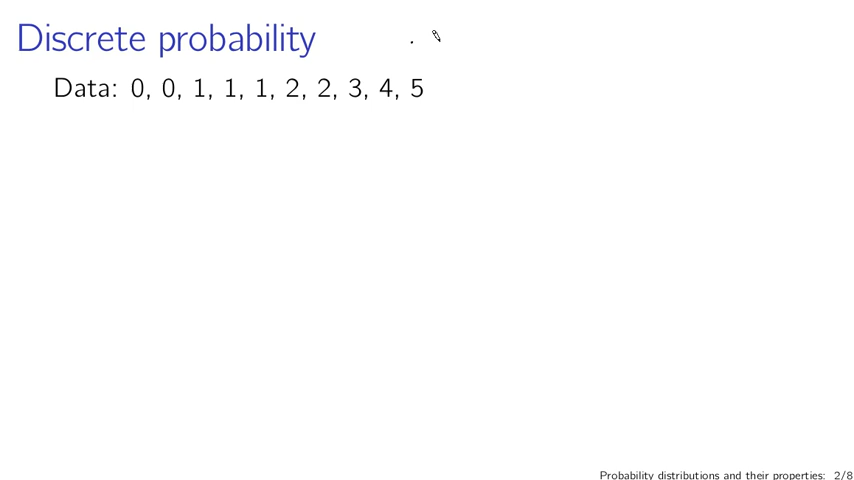 Discrete probability
Data: 0, 0, 1, 1, 1, 2, 2, 3, 4, 5
Probability distributions and their properties: 2/8